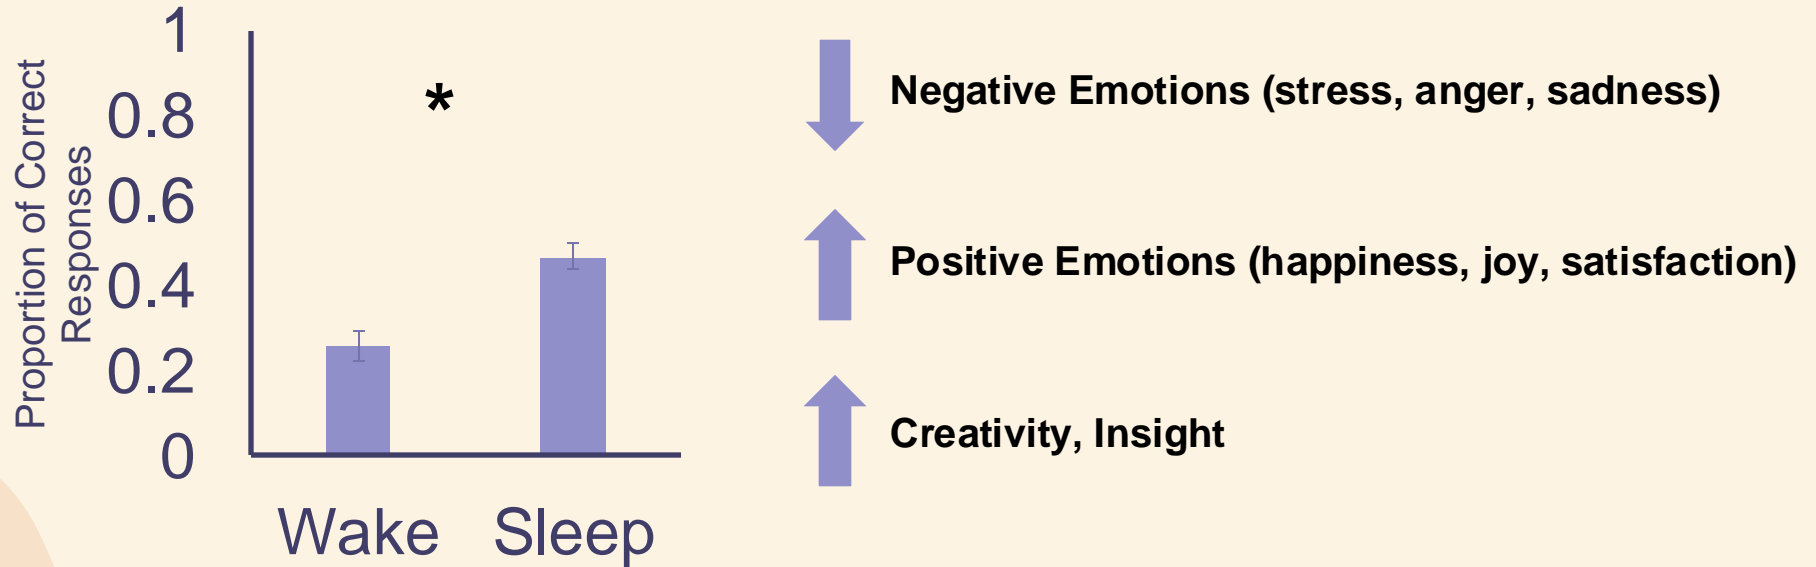 Proportion of Correct
Responses
1
0.8
0.6
0.4
0.2
0
*
Wake Sleep
Negative Emotions (stress, anger, sadness)
Positive Emotions (happiness, joy, satisfaction)
Creativity, Insight